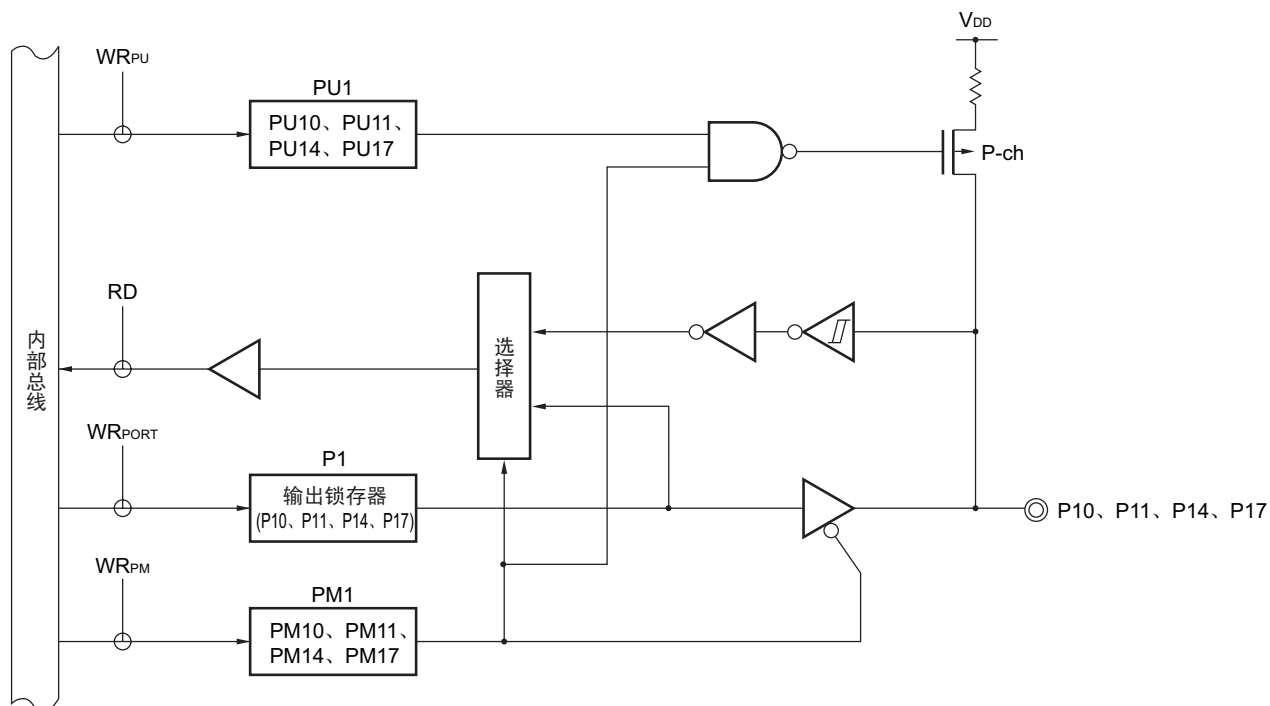 VDD
WRPU
PU1
PU10、PU11、
PU14、PU17
P-ch
RD
内部总线
选择器
WRPORT
P1
输出锁存器
(P10、P11、P14、P17)
P10、P11、P14、P17
WRPM
PM1
PM10、PM11、
PM14、PM17